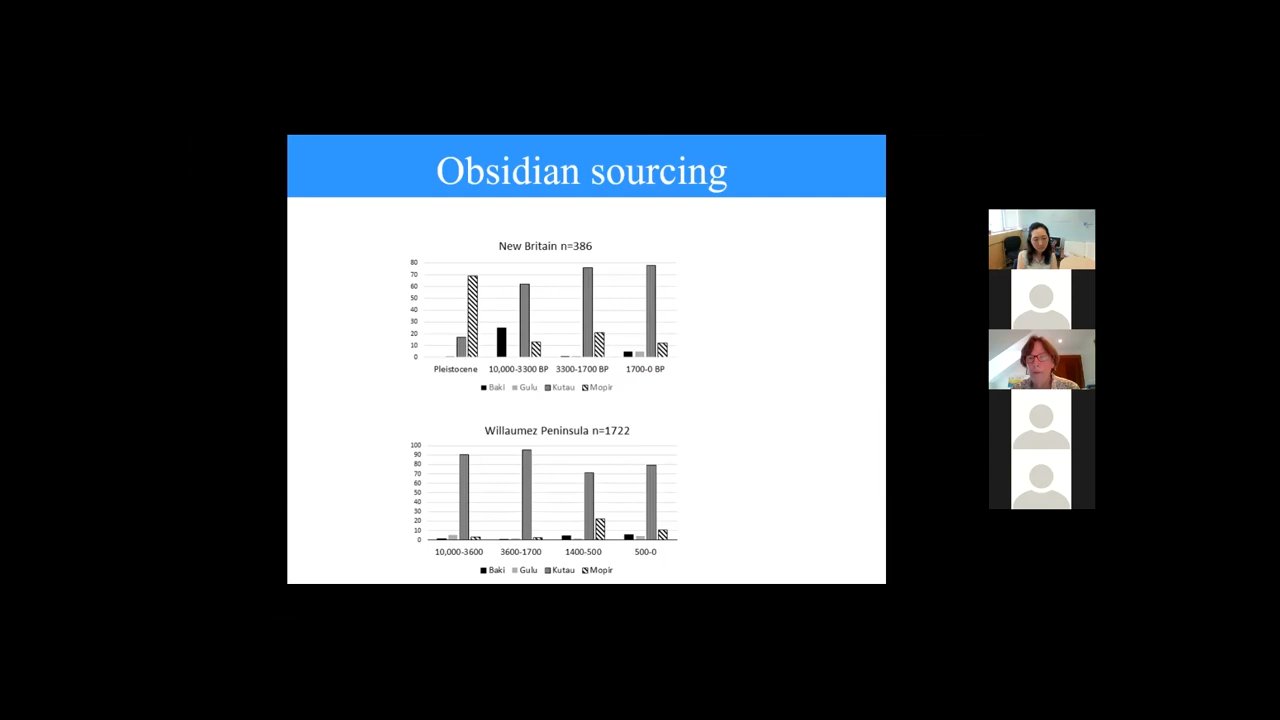 Obsidian sourcing
New Britain n=386
80
70
60
50
40
30
20
10
0
Pleistocene 10,000-3300 BP 3300-1700 BP 1700-0 BP
Baki Gulu Kutau Mopir
Willaumez Peninsula n=1722
100
90
80
70
60
50
40
30
20
10
0
10,000-3600 3600-1700 1400-500 500-0
Baki Gulu Kutau Mopir